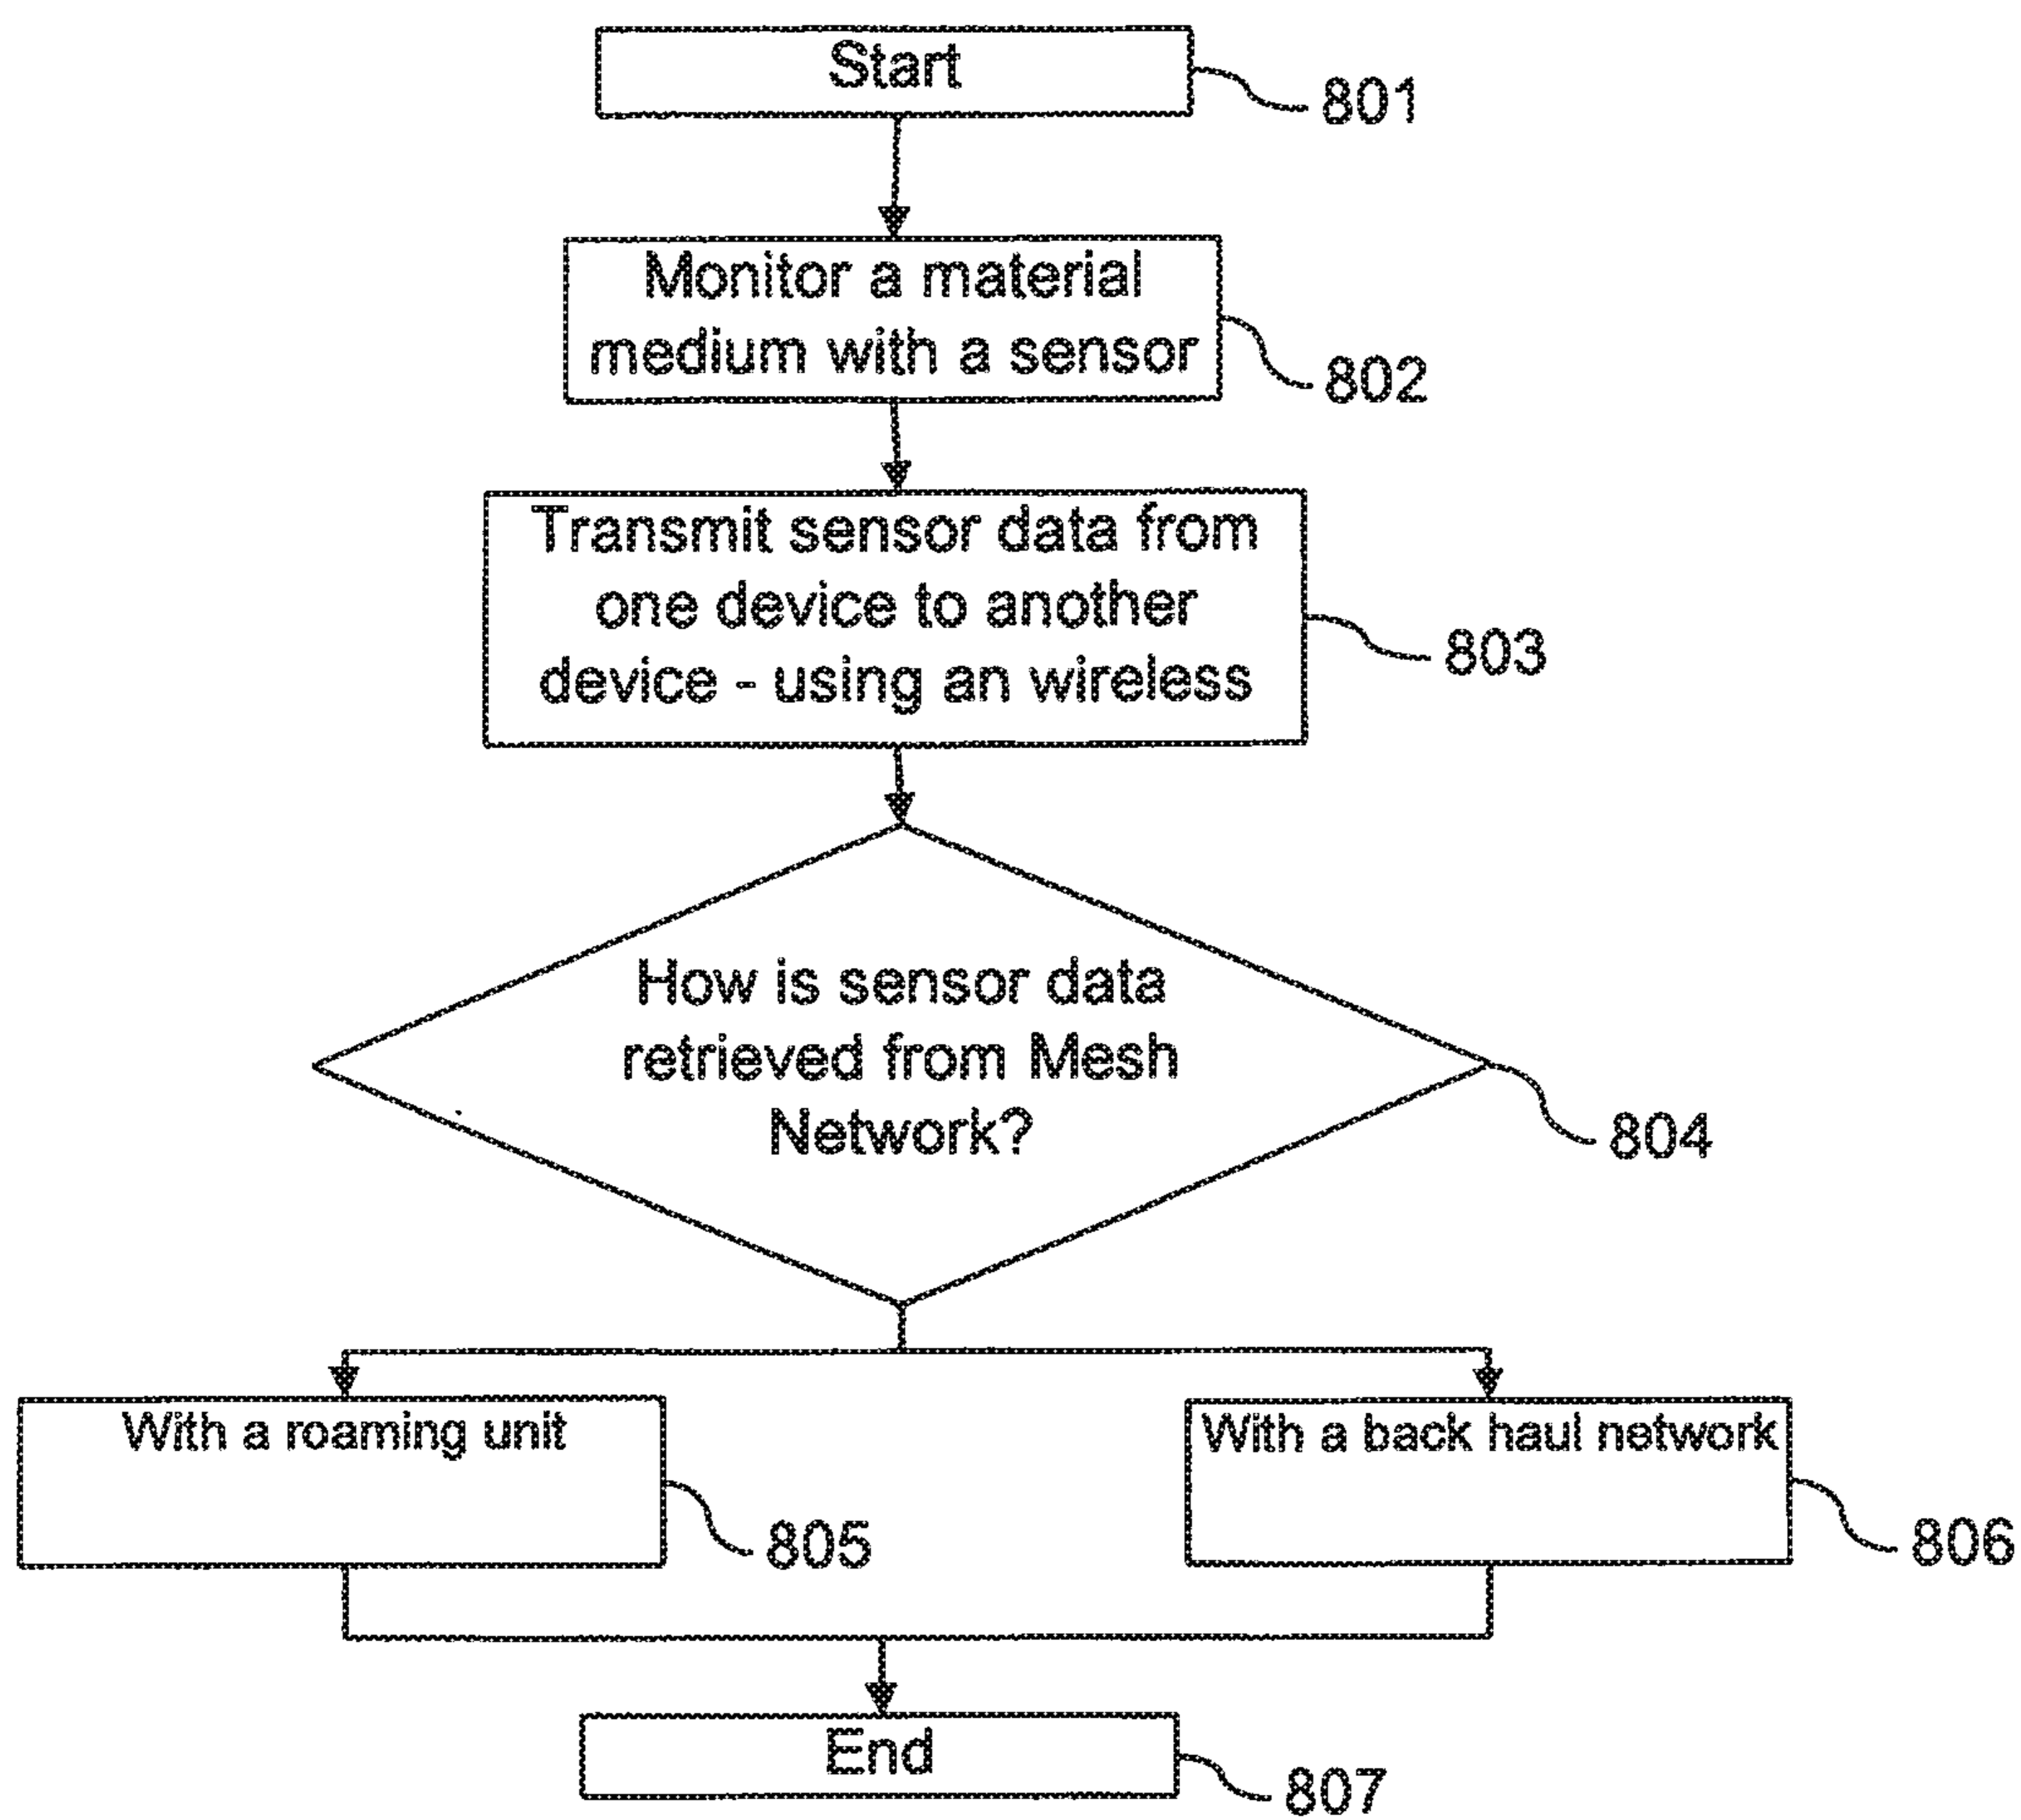 Start
801
Monitor a material
medium with a sensor
802
Transmit sensor data from
one device to another
device - using an wireless
803
How is sensor data
retrieved from Mesh
Network?
804
With a roaming unit
805
With a back haul network
806
End
807